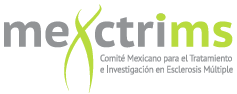 mexctrims
Comité Mexicano para el Tratamiento
e Investigación en Esclerosis Múltiple